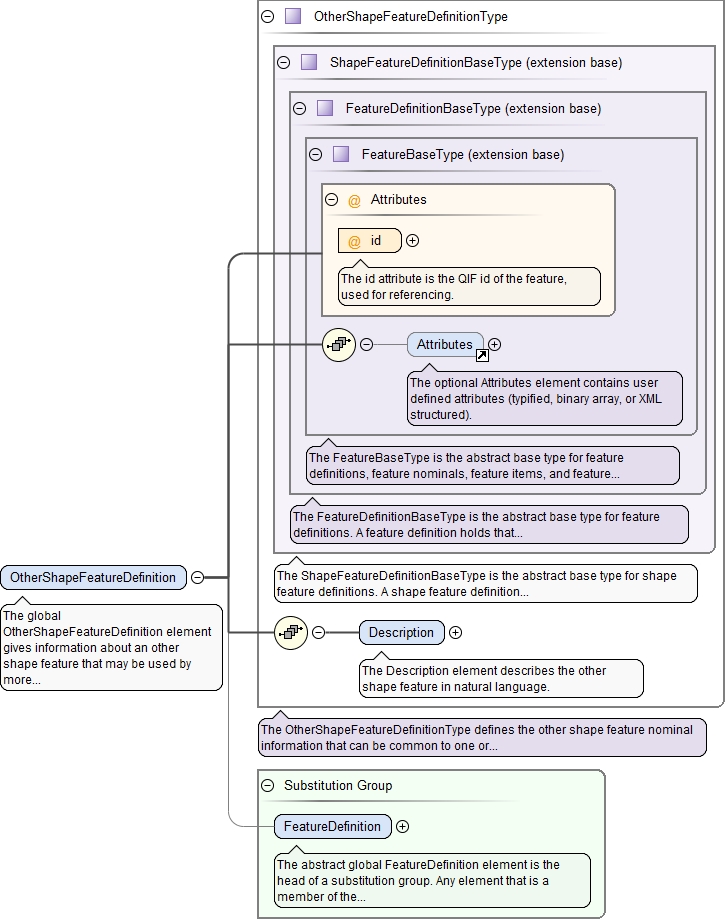 OtherShapeFeatureDefinitionType
ShapeFeatureDefinitionBaseType (extension base)
FeatureDefinitionBaseType (extension base)
FeatureBaseType (extension base)
@ Attributes
@ id
The id attribute is the QIF id of the feature,
used for referencing.
Attributes
The optional Attributes element contains user
defined attributes (typified, binary array, or XML
structured).
The FeatureBaseType is the abstract base type for feature
definitions, feature nominals, feature items, and feature...
The FeatureDefinitionBaseType is the abstract base type for feature
definitions. A feature definition holds that...
The ShapeFeatureDefinitionBaseType is the abstract base type for shape
feature definitions. A shape feature definition...
OtherShapeFeatureDefinition
The global
OtherShapeFeatureDefinition element
gives information about an other
shape feature that may be used by
more...
Description
The Description element describes the other
shape feature in natural language.
The OtherShapeFeatureDefinitionType defines the other shape feature nominal
information that can be common to one or...
Substitution Group
FeatureDefinition
The abstract global FeatureDefinition element is the
head of a substitution group. Any element that is a
member of the...